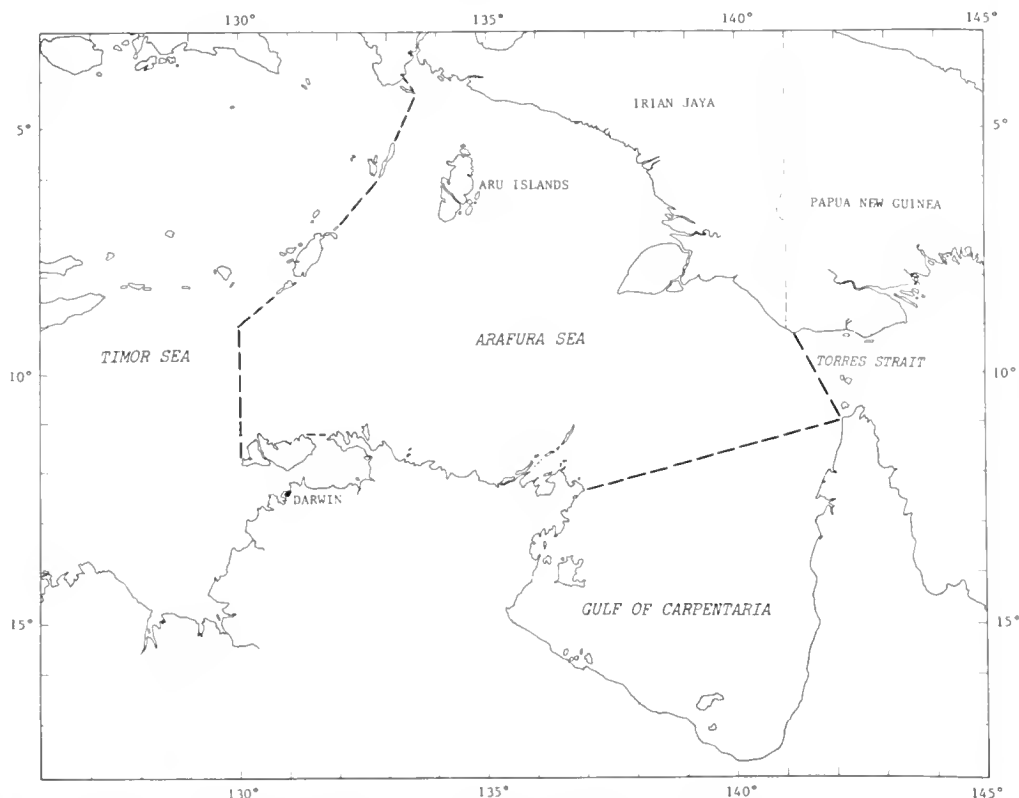 130° 135° 140° 145°
IRIAN JAYA
5° 5°
ARU ISLANDS
PAPUA NEW GUINEA
ARAFURA SEA
TIMOR SEA
TORRES STRAIT
10° 10°
DARWIN
GULF OF CARPENTARIA
15° 15°
130° 135° 140° 145°